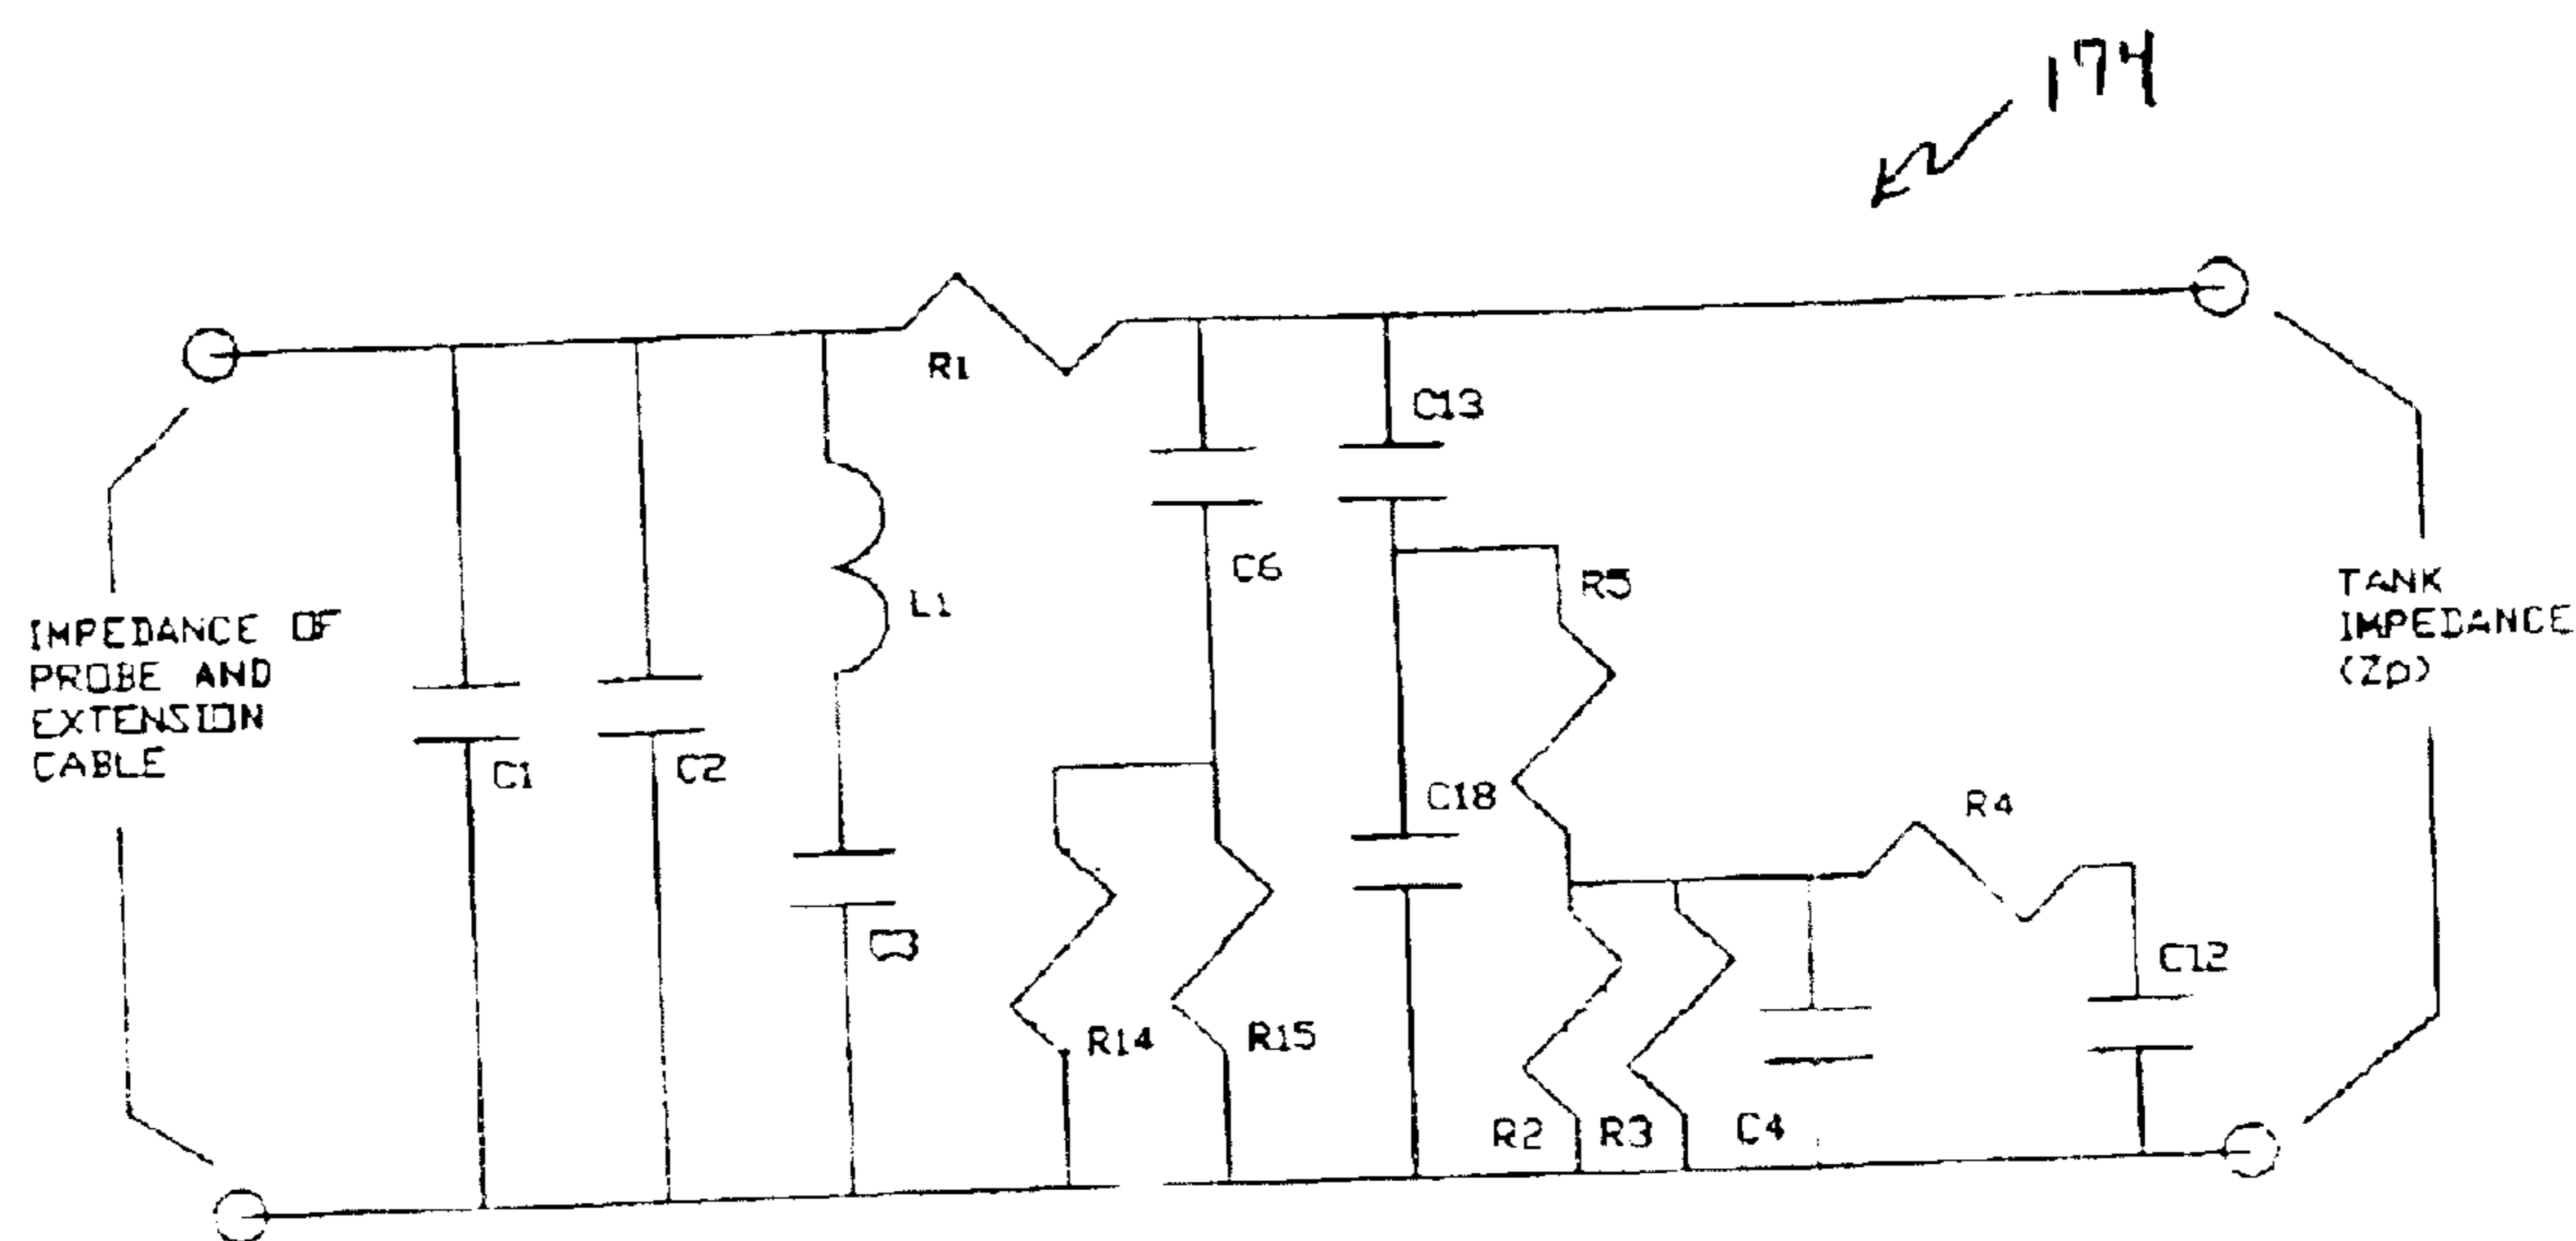 174
R1
C13
C6
R5
L1
IMPEDANCE OF
PROBE AND
EXTENSION
CABLE
TANK
IMPEDANCE
(Zp)
C1
C2
C18
R4
C3
C12
R14
R15
R2
R3
C4